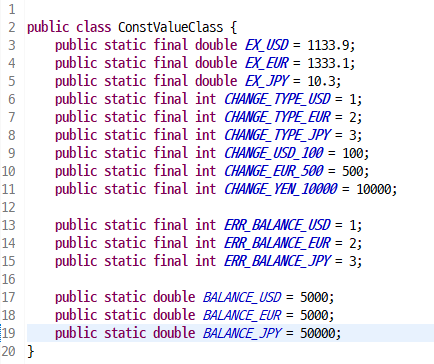 1
2 public class ConstValueClass {
3 public static final double EX_USD = 1133.9;
4 public static final double EX_EUR = 1333.1;
5 public static final double EX_JPY = 10.3;
6 public static final int CHANGE_TYPE_USD = 1;
7 public static final int CHANGE_TYPE_EUR = 2;
8 public static final int CHANGE_TYPE_JPY = 3;
9 public static final int CHANGE_USD_100 = 100;
10 public static final int CHANGE_EUR_500 = 500;
11 public static final int CHANGE_YEN_10000 = 10000;
12
13 public static final int ERR_BALANCE_USD = 1;
14 public static final int ERR_BALANCE_EUR = 2;
15 public static final int ERR_BALANCE_JPY = 3;
16
17 public static double BALANCE_USD = 5000;
18 public static double BALANCE_EUR = 5000;
19 public static double BALANCE_JPY = 50000;
20 }